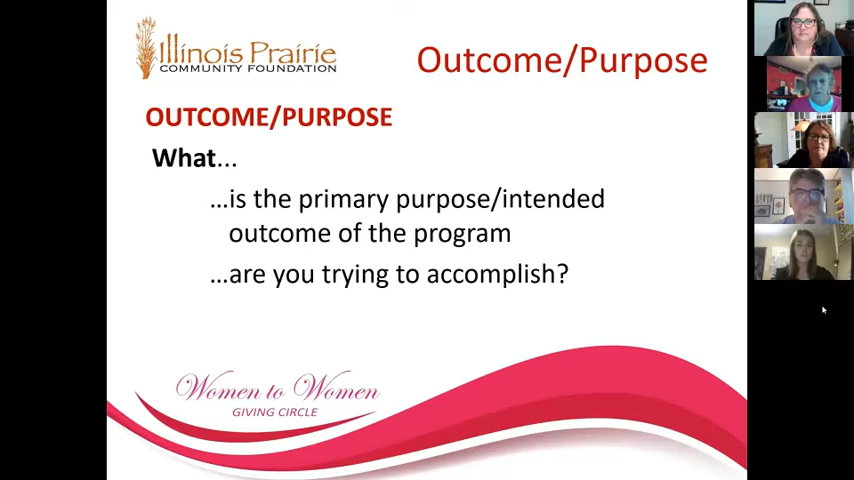 Illinois Prairie
COMMUNITY FOUNDATION
Outcome/Purpose
OUTCOME/PURPOSE
What...
...is the primary purpose/intended
outcome of the program
...are you trying to accomplish?
Women to Women
GIVING CIRCLE